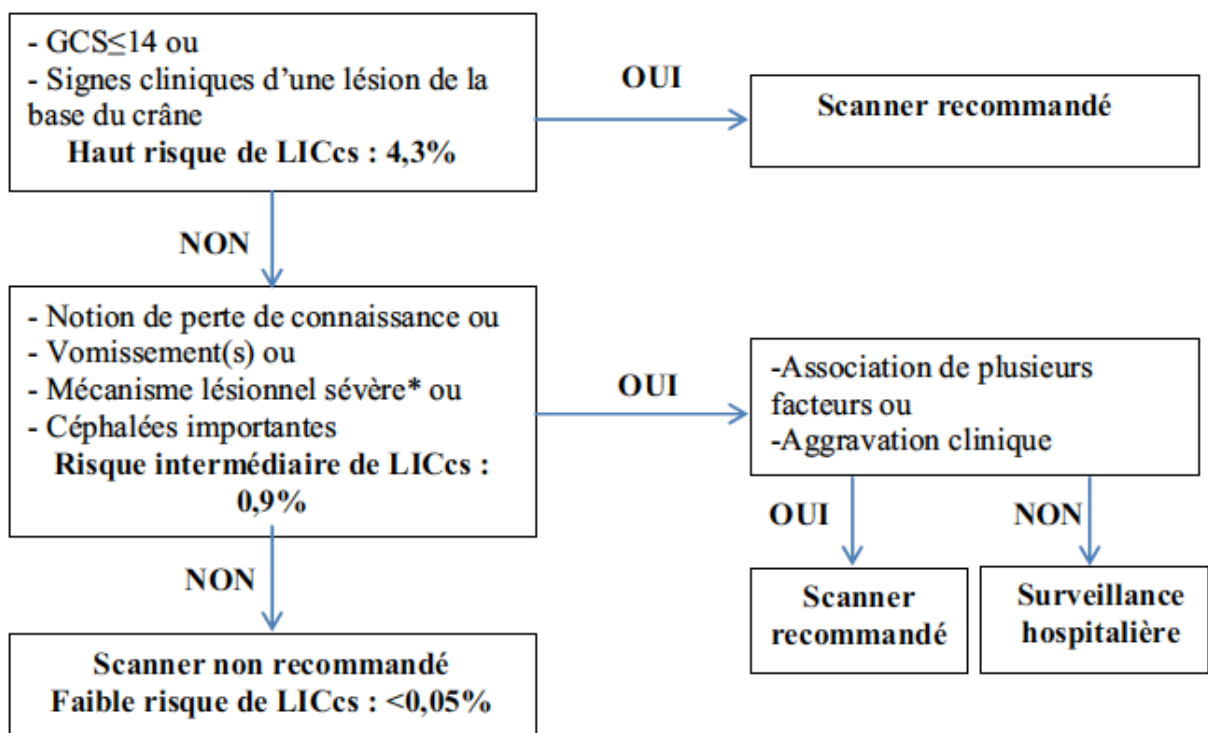 - GCS≤14 ou
- Signes cliniques d'une lésion de la
base du crâne
Haut risque de LICcs : 4,3%
OUI
Scanner recommandé
NON
- Notion de perte de connaissance ou
- Vomissement(s) ou
- Mécanisme lésionnel sévère* ou
- Céphalées importantes
Risque intermédiaire de LICcs :
0,9%
OUI
-Association de plusieurs
facteurs ou
-Aggravation clinique
OUI
NON
Scanner
recommandé
Surveillance
hospitalière
NON
Scanner non recommandé
Faible risque de LICcs : <0,05%